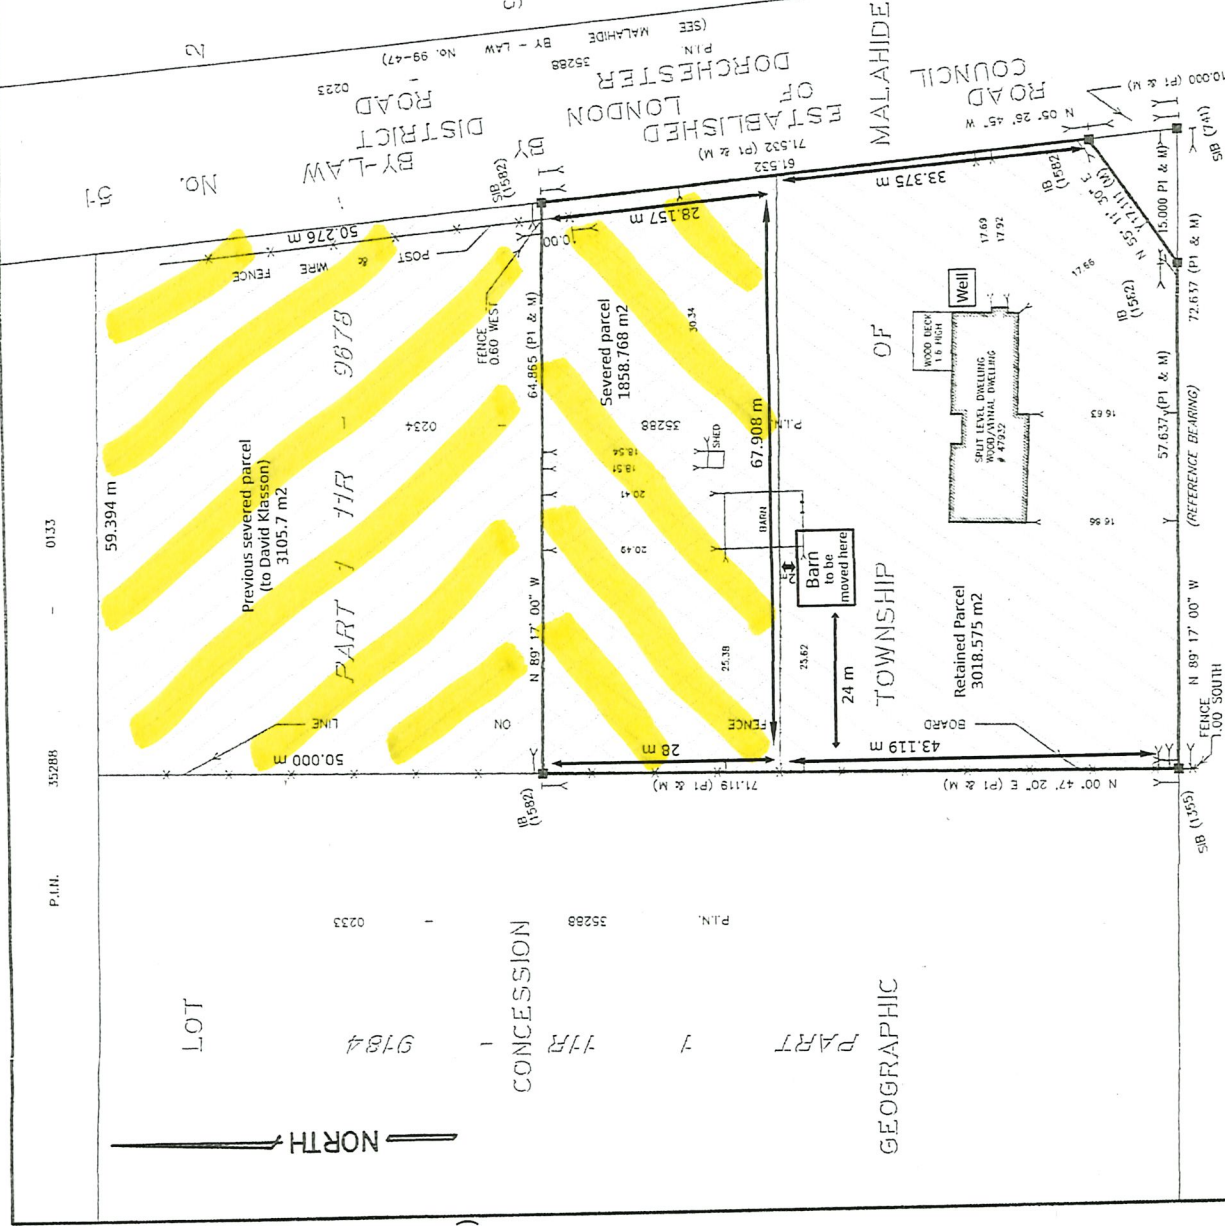 No. 51
2
(SEE MALAHIDE BY - LAW No. 99-47)
P.I.N. 35288 - 0223
BY-LAW
DISTRICT ROAD
BY
LONDON DORCHESTER
ESTABLISHED OF
MALAHIDE
ROAD COUNCIL
P.I.N. 35288 - 0133
59.394 m
Previous severed parcel
(to David Klasson)
3105.7 m2
PART 1 11R - 9678
50.276 m
POST & WIRE FENCE
50.000 m
LINE
ON
FENCE
BOARD
0234
-
35288
P.I.N.
SIB
(1582)
FENCE
0.60 WEST
N 89° 17' 00" W
64.865 (P1 & M)
10.00
IB
(1582)
Severed parcel
1858.768 m2
28.157 m
61.532
71.532 (P1 & M)
30.34
18.54
18.51
SHED
20.41
20.49
BARN
25.38
25.62
67.908 m
28 m
71.119 (P1 & M)
33.375 m
N 05° 26' 45" W
10.000 (P1 & M)
SIB (741)
IB
(1582)
N 55° 11' 30" E
17.111 (M)
15.000 P1 & M)
Barn
to be
moved here
24 m
TOWNSHIP OF
17.69
17.92
17.66
Well
WOOD DECK
1.6 HIGH
SPLIT LEVEL DWELLING
WOOD/VINAL DWELLING
# 47932
16.63
16.66
Retained Parcel
3018.575 m2
43.119 m
N 00° 47' 20" E (P1 & M)
57.637 (P1 & M)
72.637 (P1 & M)
(REFERENCE BEARING)
N 89° 17' 00" W
FENCE
1.00 SOUTH
SIB (1355)
P.I.N. 35288 - 0233
LOT
CONCESSION
PART 1 11R - 9184
GEOGRAPHIC
NORTH